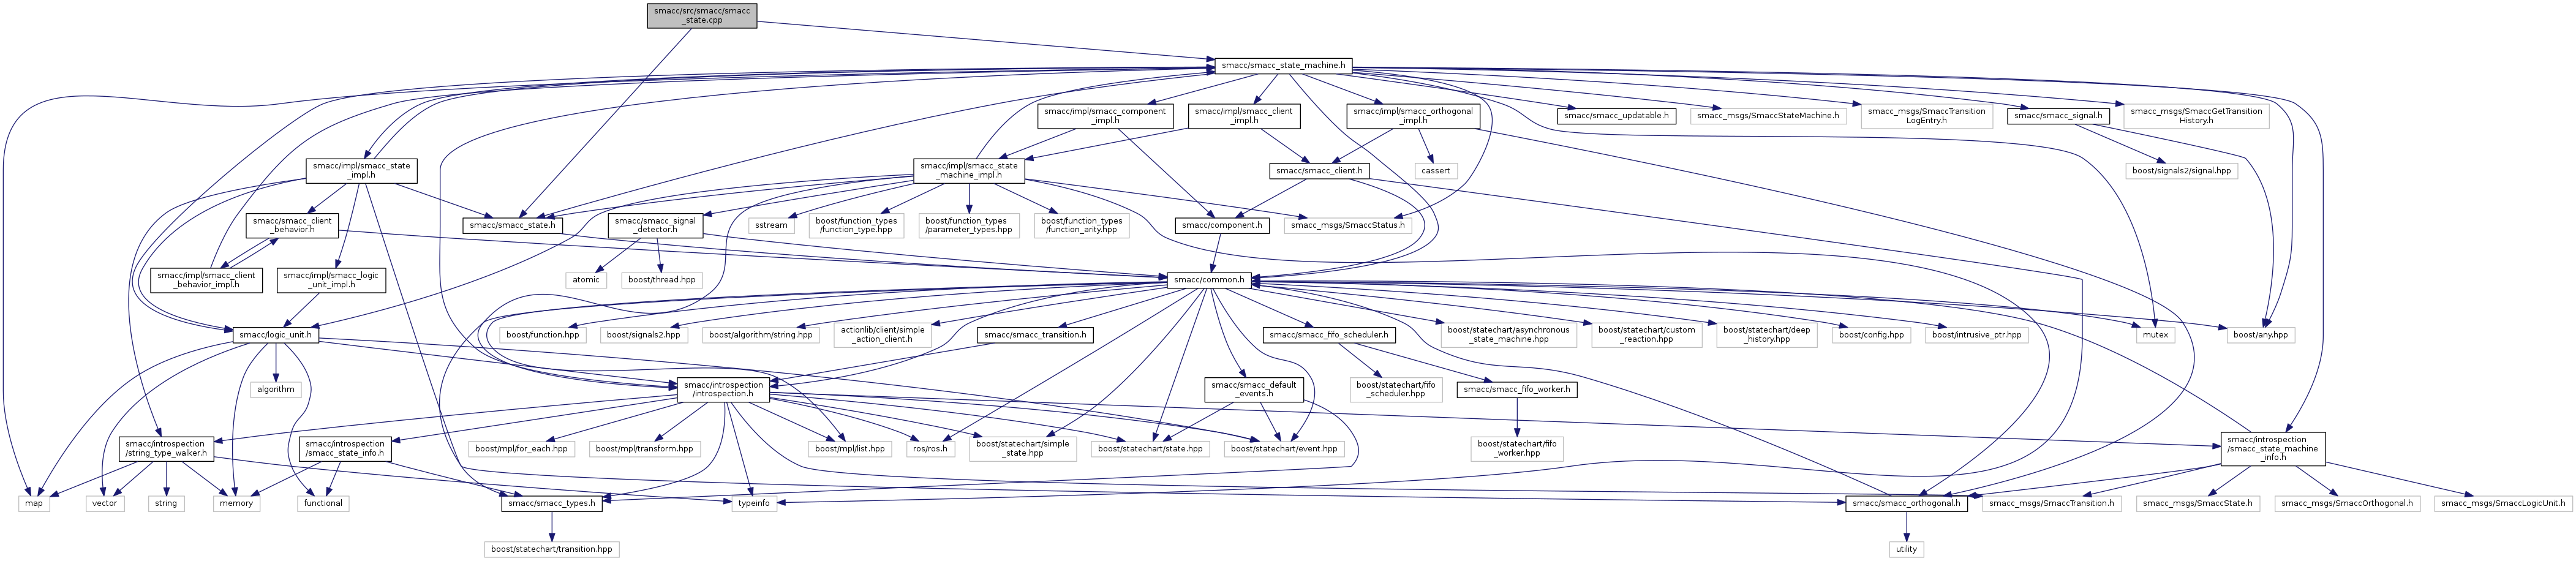 smacc/src/smacc/smacc
_state.cpp
smacc/smacc_state_machine.h
smacc/impl/smacc_component
_impl.h
smacc/impl/smacc_client
_impl.h
smacc/impl/smacc_orthogonal
_impl.h
smacc/smacc_updatable.h
smacc_msgs/SmaccStateMachine.h
smacc_msgs/SmaccTransition
LogEntry.h
smacc/smacc_signal.h
smacc_msgs/SmaccGetTransition
History.h
smacc/impl/smacc_state
_impl.h
smacc/impl/smacc_state
_machine_impl.h
smacc/smacc_client.h
cassert
boost/signals2/signal.hpp
smacc/smacc_client
_behavior.h
smacc/smacc_state.h
smacc/smacc_signal
_detector.h
sstream
boost/function_types
/function_type.hpp
boost/function_types
/parameter_types.hpp
boost/function_types
/function_arity.hpp
smacc/component.h
smacc_msgs/SmaccStatus.h
smacc/impl/smacc_client
_behavior_impl.h
smacc/impl/smacc_logic
_unit_impl.h
atomic
boost/thread.hpp
smacc/common.h
smacc/logic_unit.h
boost/function.hpp
boost/signals2.hpp
boost/algorithm/string.hpp
actionlib/client/simple
_action_client.h
smacc/smacc_transition.h
smacc/smacc_fifo_scheduler.h
boost/statechart/asynchronous
_state_machine.hpp
boost/statechart/custom
_reaction.hpp
boost/statechart/deep
_history.hpp
boost/config.hpp
boost/intrusive_ptr.hpp
mutex
boost/any.hpp
algorithm
smacc/introspection
/introspection.h
smacc/smacc_default
_events.h
boost/statechart/fifo
_scheduler.hpp
smacc/smacc_fifo_worker.h
smacc/introspection
/string_type_walker.h
smacc/introspection
/smacc_state_info.h
boost/mpl/for_each.hpp
boost/mpl/transform.hpp
boost/mpl/list.hpp
ros/ros.h
boost/statechart/simple
_state.hpp
boost/statechart/state.hpp
boost/statechart/event.hpp
boost/statechart/fifo
_worker.hpp
smacc/introspection
/smacc_state_machine
_info.h
map
vector
string
memory
functional
smacc/smacc_types.h
typeinfo
smacc/smacc_orthogonal.h
smacc_msgs/SmaccTransition.h
smacc_msgs/SmaccState.h
smacc_msgs/SmaccOrthogonal.h
smacc_msgs/SmaccLogicUnit.h
boost/statechart/transition.hpp
utility